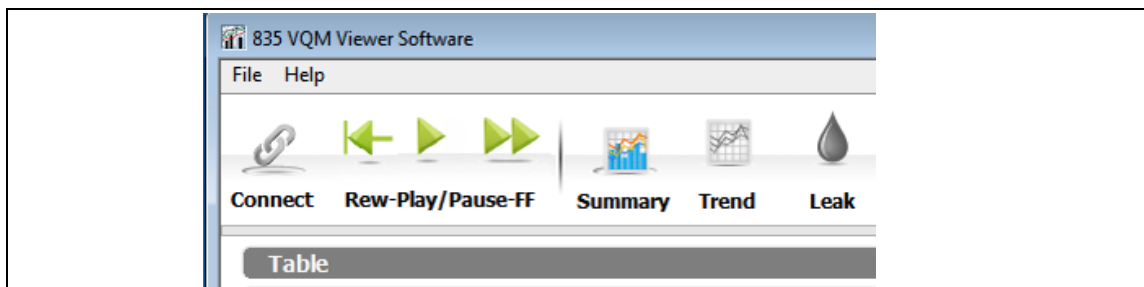 835 VQM Viewer Software
File Help
Connect Rew-Play/Pause-FF Summary Trend Leak
Table